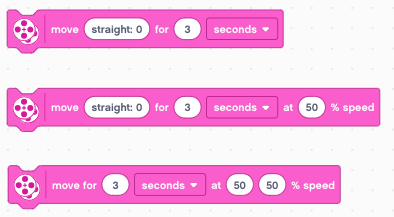 move straight: 0 for 3 seconds
move straight: 0 for 3 seconds at 50 % speed
move for 3 seconds at 50 50 % speed